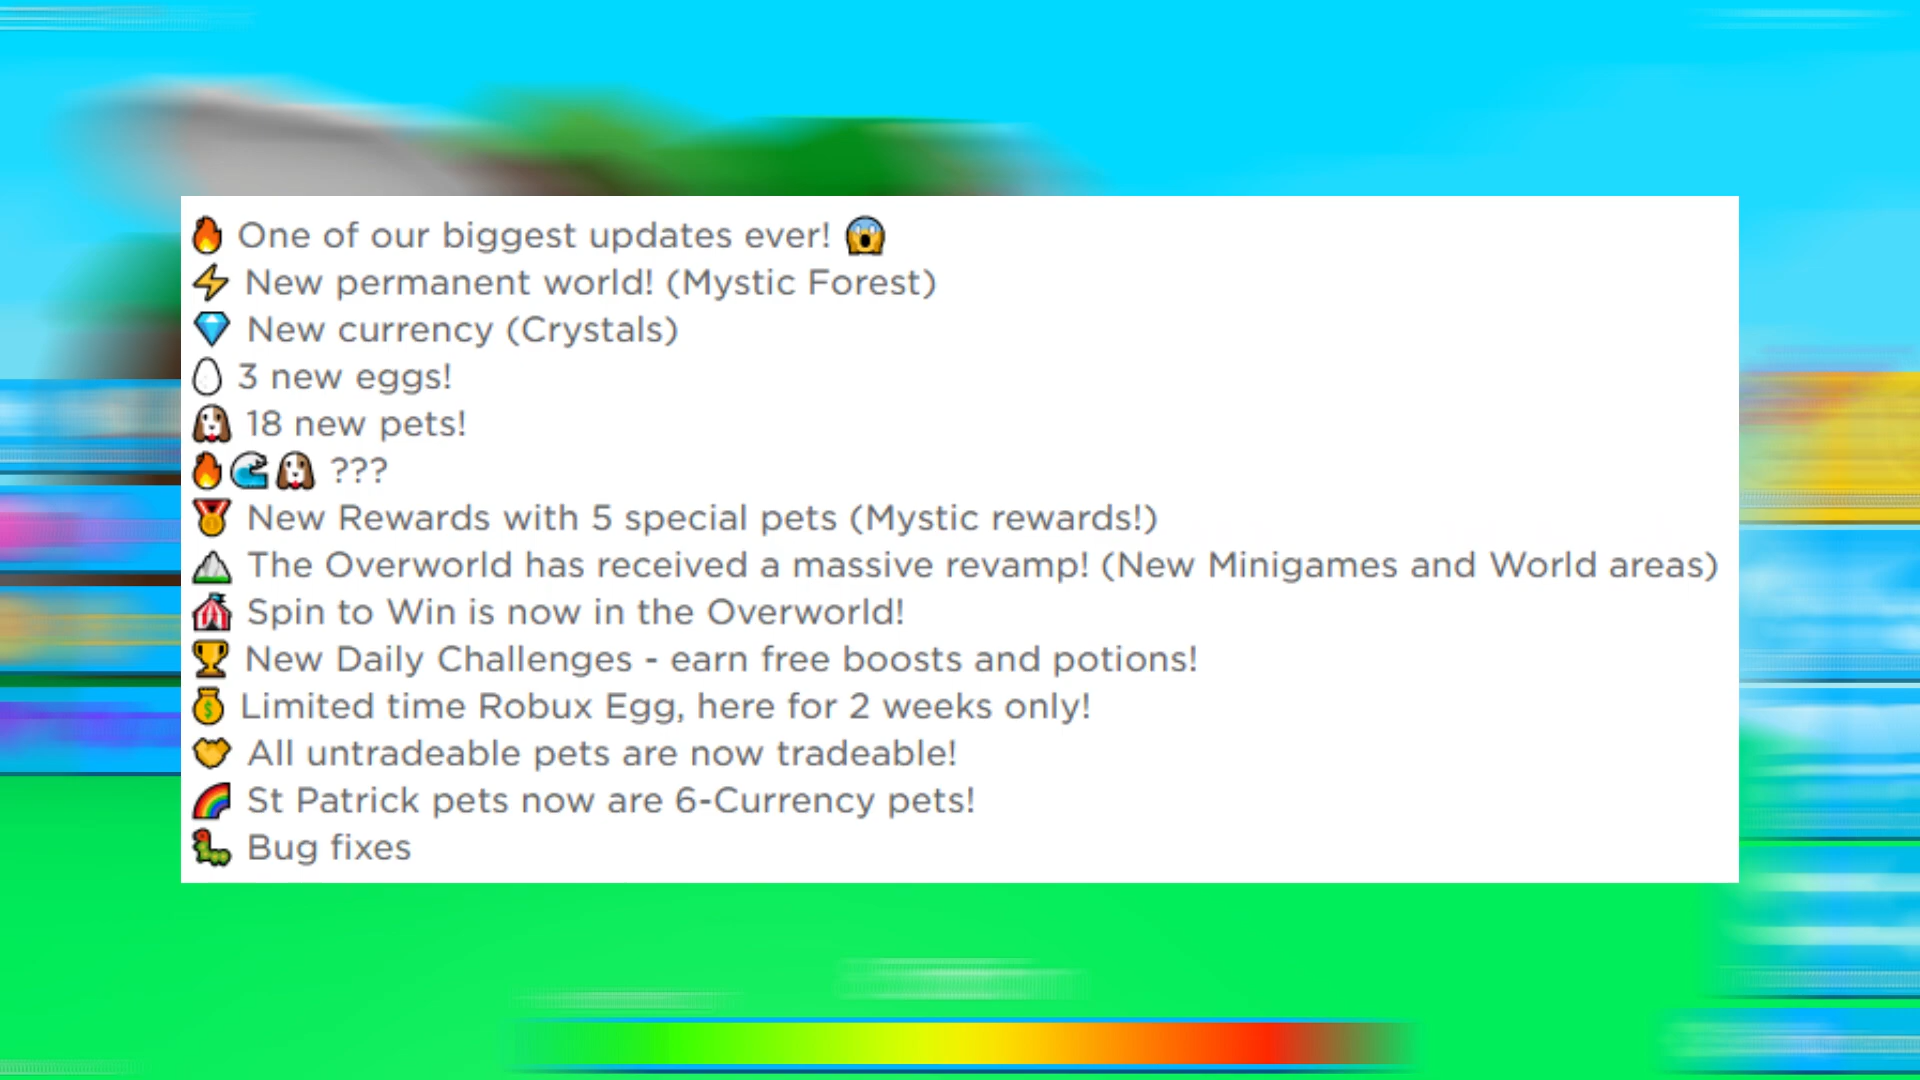 🔥 One of our biggest updates ever! 😱
⚡ New permanent world! (Mystic Forest)
💎 New currency (Crystals)
🥚 3 new eggs!
🐶 18 new pets!
🔥🌊🐶 ???
🏅 New Rewards with 5 special pets (Mystic rewards!)
⛰️ The Overworld has received a massive revamp! (New Minigames and World areas)
🎪 Spin to Win is now in the Overworld!
🏆 New Daily Challenges - earn free boosts and potions!
💰 Limited time Robux Egg, here for 2 weeks only!
🤝 All untradeable pets are now tradeable!
🌈 St Patrick pets now are 6-Currency pets!
🐛 Bug fixes